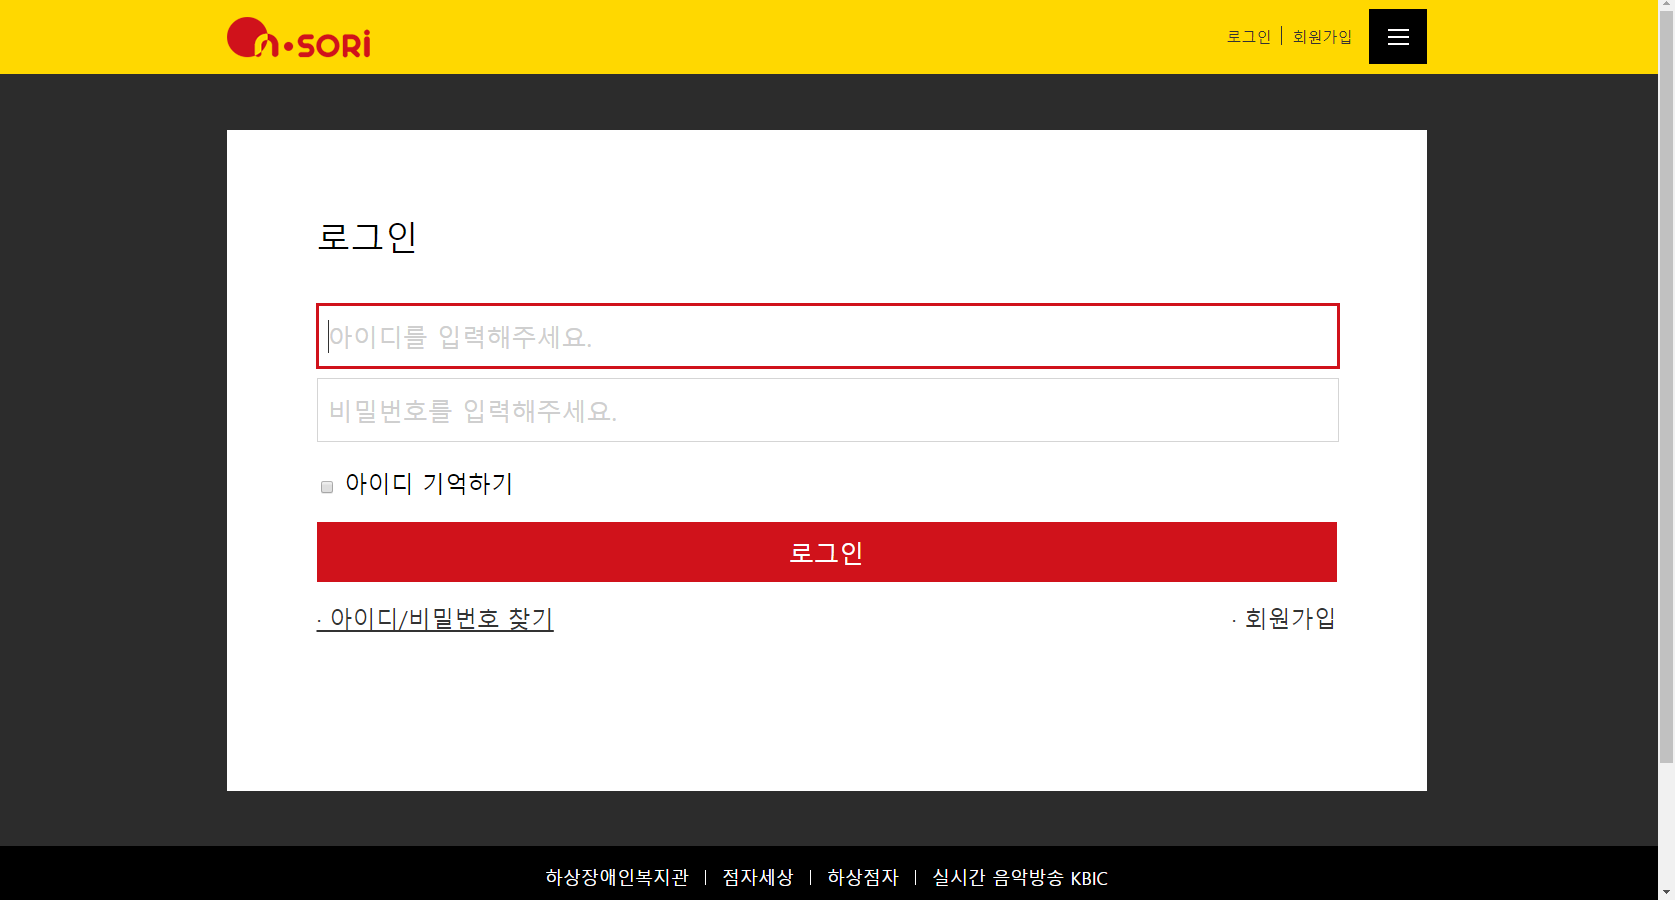 n·SORi
로그인 | 회원가입
로그인
아이디를 입력해주세요.
비밀번호를 입력해주세요.
아이디 기억하기
로그인
· 아이디/비밀번호 찾기
· 회원가입
하상장애인복지관 | 점자세상 | 하상점자 | 실시간 음악방송 KBIC